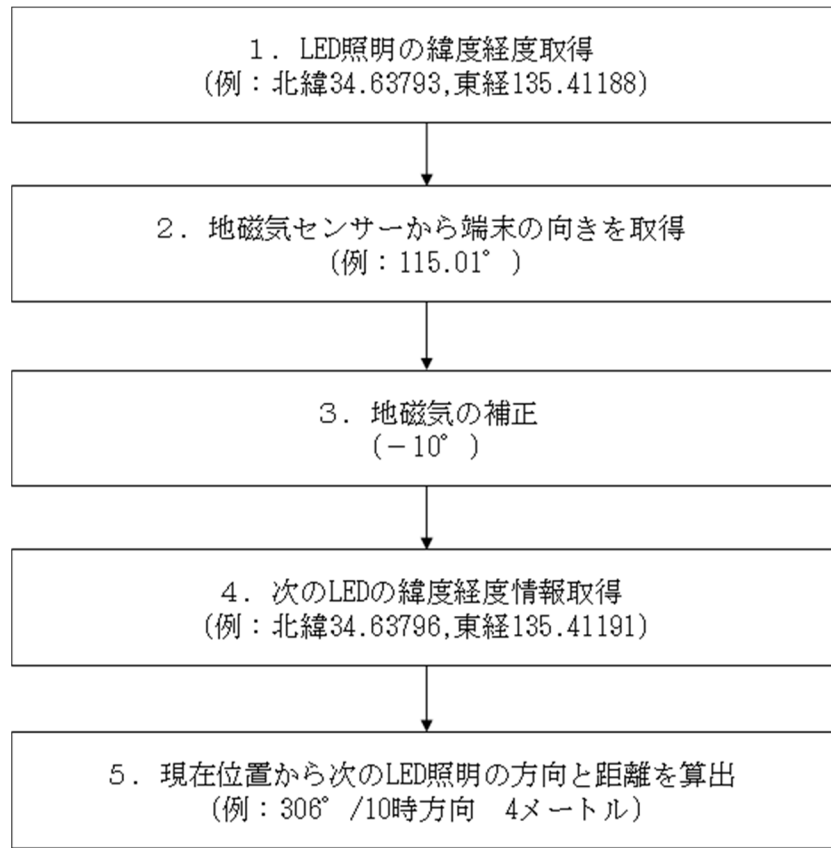 １．LED照明の緯度経度取得
(例：北緯34.63793,東経135.41188)
２．地磁気センサーから端末の向きを取得
(例：115.01°)
３．地磁気の補正
(－10°)
４．次のLEDの緯度経度情報取得
(例：北緯34.63796,東経135.41191)
５．現在位置から次のLED照明の方向と距離を算出
(例：306°/10時方向　4メートル)